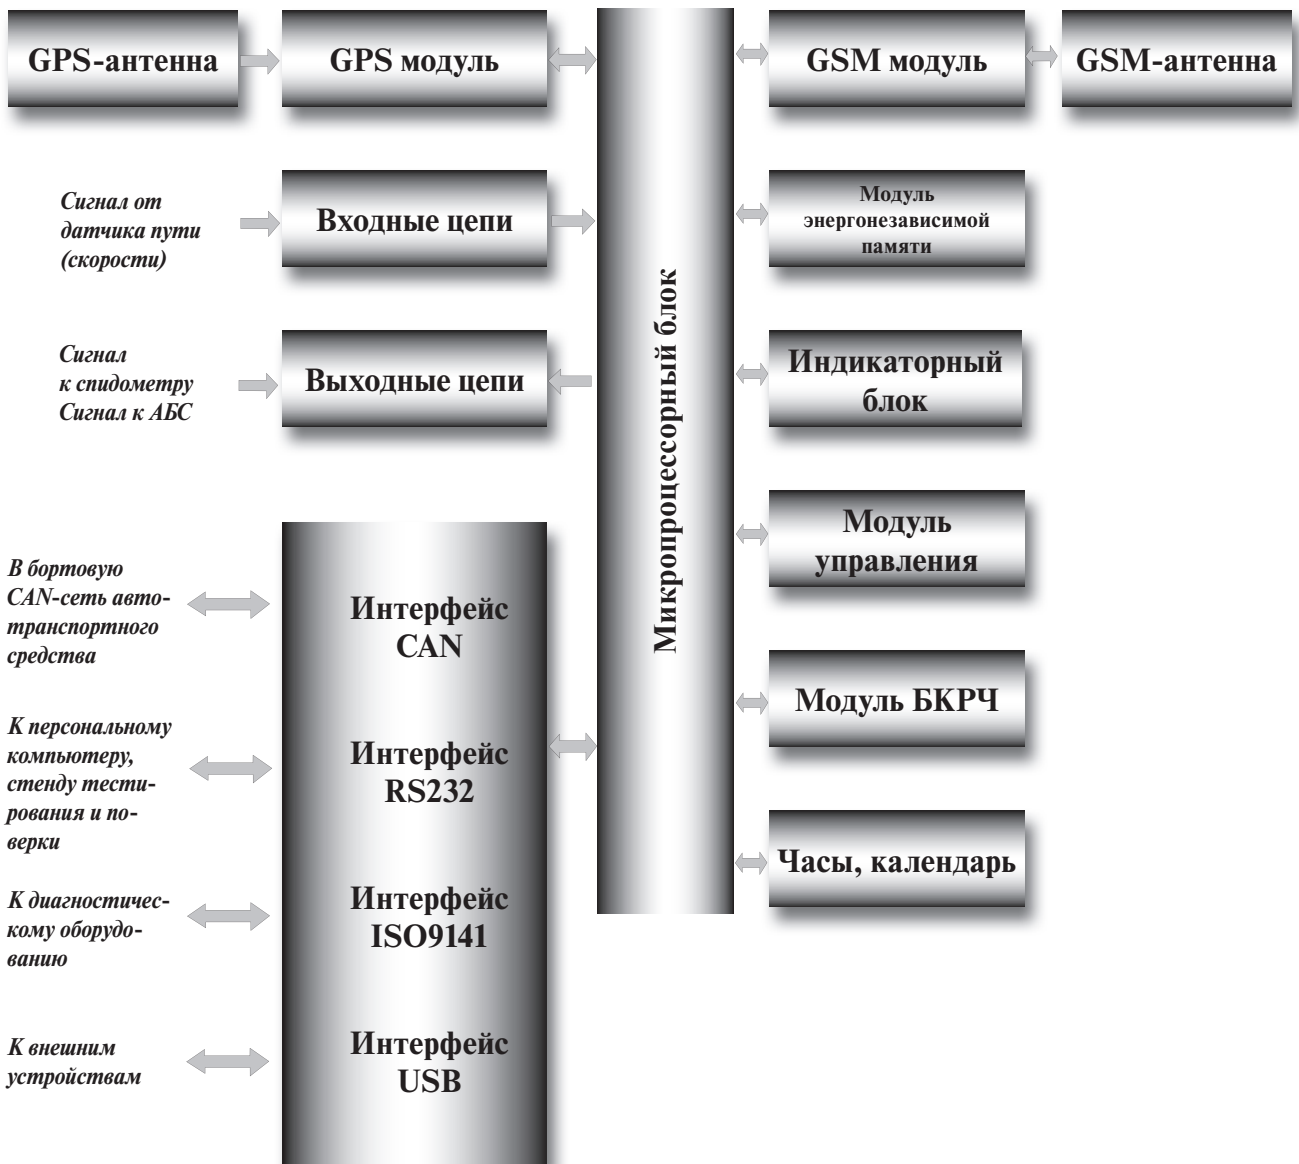 GPS-антенна
GPS модуль
GSM модуль
GSM-антенна
Сигнал от
датчика пути
(скорости)
Входные цепи
Модуль
энергонезависимой
памяти
Сигнал
к спидометру
Сигнал к АБС
Выходные цепи
Микропроцессорный блок
Индикаторный
блок
Модуль
управления
В бортовую
CAN-сеть авто-
транспортного
средства
Интерфейс
CAN
Модуль БКРЧ
К персональному
компьютеру,
стенду тести-
рования и по-
верки
Интерфейс
RS232
Часы, календарь
К диагностичес-
кому оборудо-
ванию
Интерфейс
ISO9141
К внешним
устройствам
Интерфейс
USB